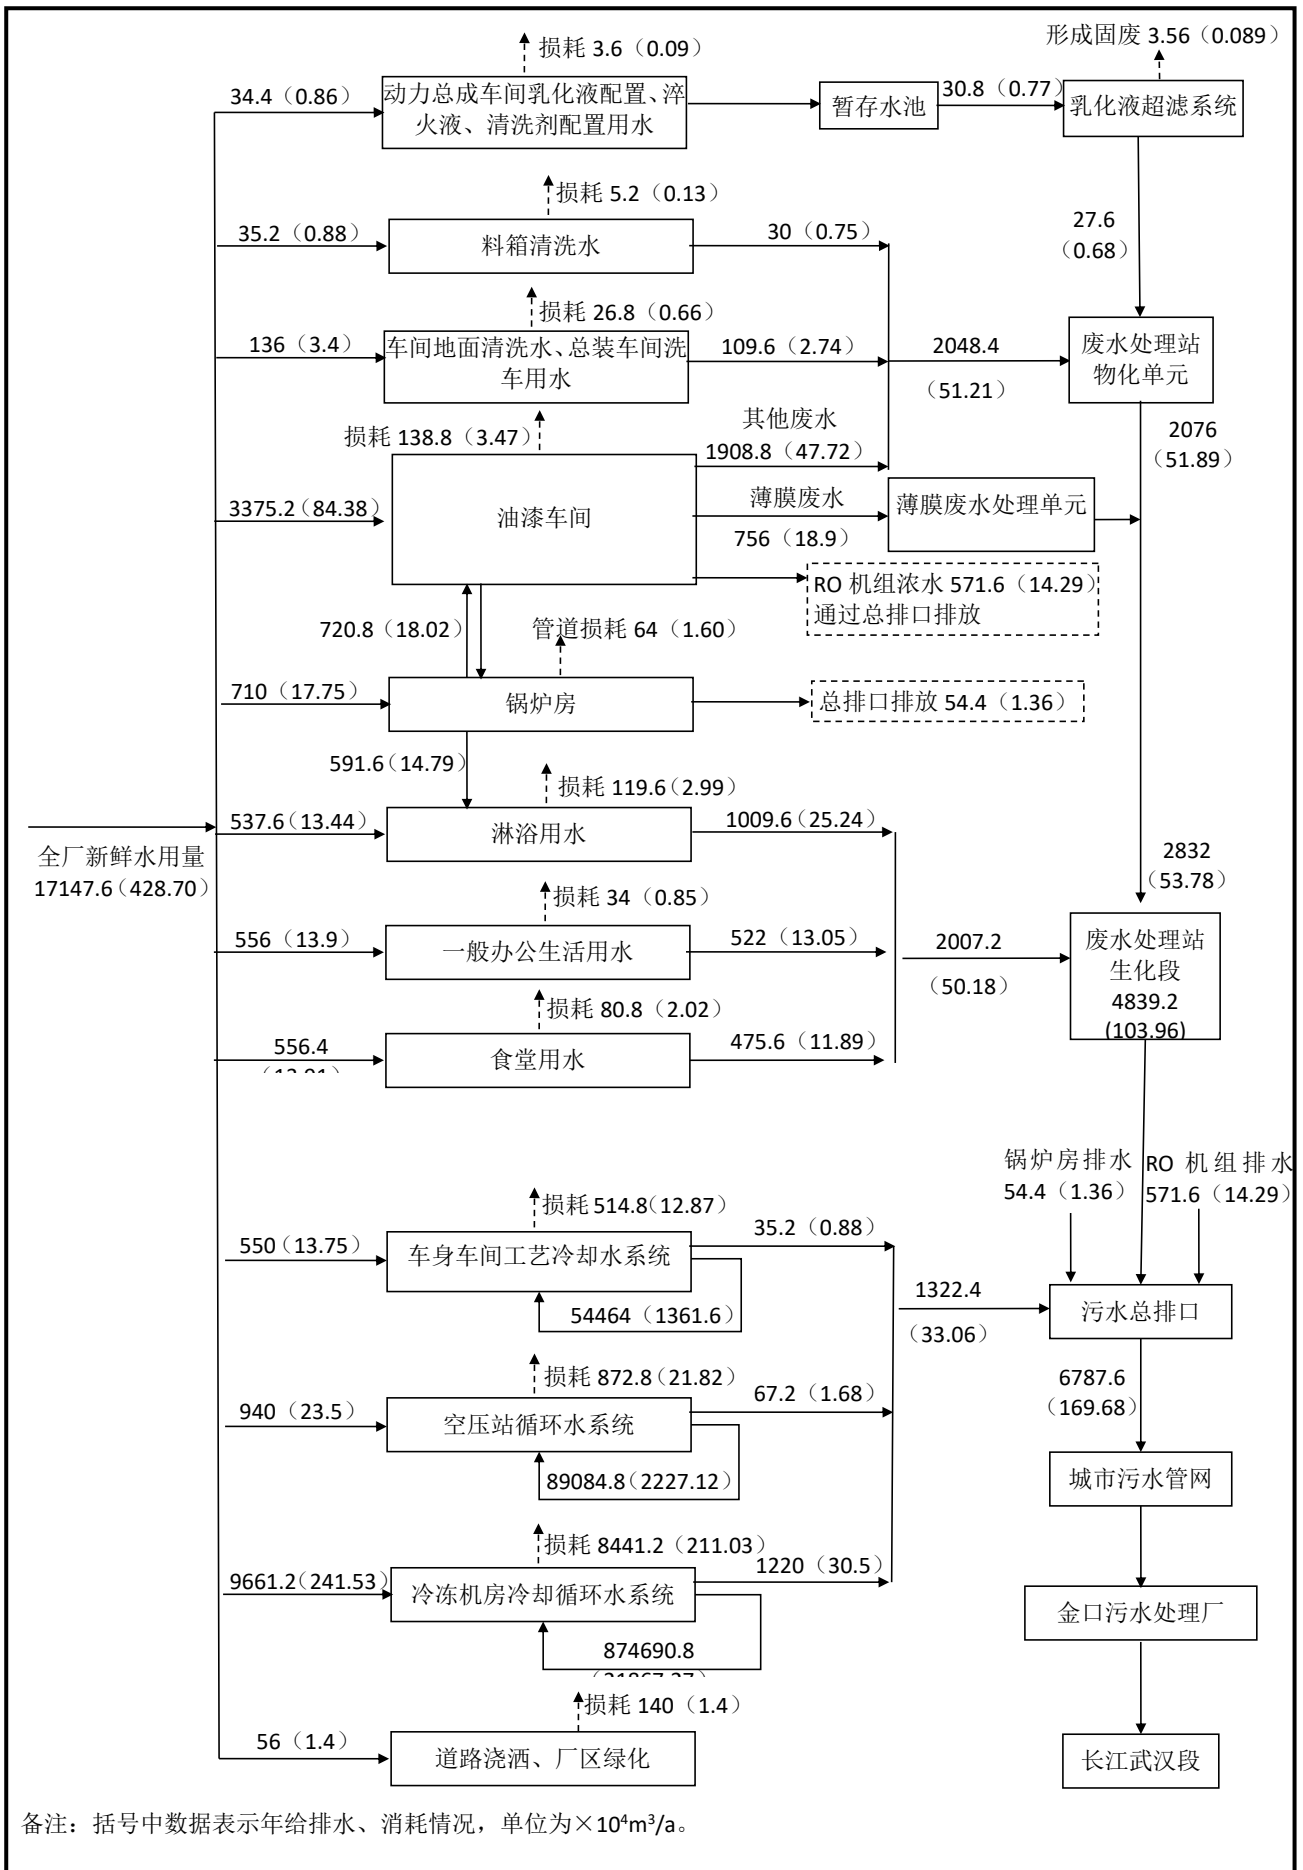 损耗 3.6（0.09）
形成固废 3.56（0.089）
34.4（0.86）
动力总成车间乳化液配置、淬
火液、清洗剂配置用水
暂存水池
30.8（0.77）
乳化液超滤系统
损耗 5.2（0.13）
35.2（0.88）
料箱清洗水
30（0.75）
27.6
（0.68）
损耗 26.8（0.66）
136（3.4）
车间地面清洗水、总装车间洗
车用水
109.6（2.74）
2048.4
（51.21）
废水处理站
物化单元
损耗 138.8（3.47）
其他废水
1908.8（47.72）
2076
（51.89）
3375.2（84.38）
油漆车间
薄膜废水
756（18.9）
薄膜废水处理单元
RO 机组浓水 571.6（14.29）
通过总排口排放
720.8（18.02）
管道损耗 64（1.60）
710（17.75）
锅炉房
总排口排放 54.4（1.36）
591.6（14.79）
损耗 119.6（2.99）
537.6（13.44）
淋浴用水
1009.6（25.24）
全厂新鲜水用量
17147.6（428.70）
2832
（53.78）
损耗 34（0.85）
556（13.9）
一般办公生活用水
522（13.05）
2007.2
（50.18）
废水处理站
生化段
4839.2
(103.96)
损耗 80.8（2.02）
556.4
食堂用水
475.6（11.89）
锅炉房排水
54.4（1.36）
RO 机组排水
571.6（14.29）
损耗 514.8（12.87）
550（13.75）
车身车间工艺冷却水系统
35.2（0.88）
54464（1361.6）
1322.4
（33.06）
污水总排口
损耗 872.8（21.82）
940（23.5）
空压站循环水系统
67.2（1.68）
89084.8（2227.12）
6787.6
（169.68）
城市污水管网
损耗 8441.2（211.03）
9661.2（241.53）
冷冻机房冷却循环水系统
1220（30.5）
874690.8
金口污水处理厂
损耗 140（1.4）
56（1.4）
道路浇洒、厂区绿化
长江武汉段
备注：括号中数据表示年给排水、消耗情况，单位为×10⁴m³/a。